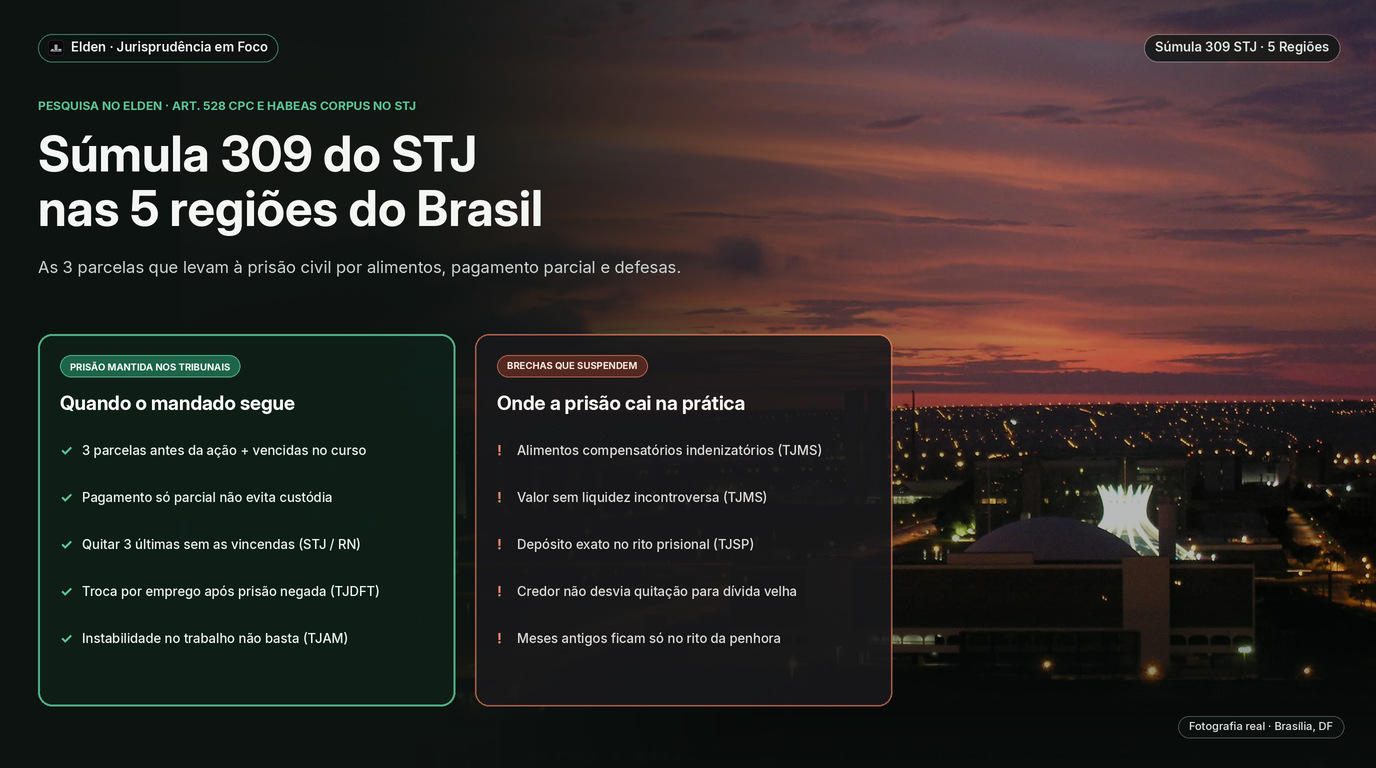 Elden · Jurisprudência em Foco
Súmula 309 STJ · 5 Regiões
PESQUISA NO ELDEN · ART. 528 CPC E HABEAS CORPUS NO STJ
Súmula 309 do STJ
nas 5 regiões do Brasil
As 3 parcelas que levam à prisão civil por alimentos, pagamento parcial e defesas.
PRISÃO MANTIDA NOS TRIBUNAIS
Quando o mandado segue
✓ 3 parcelas antes da ação + vencidas no curso
✓ Pagamento só parcial não evita custódia
✓ Quitar 3 últimas sem as vincendas (STJ / RN)
✓ Troca por emprego após prisão negada (TJDFT)
✓ Instabilidade no trabalho não basta (TJAM)
BRECHAS QUE SUSPENDEM
Onde a prisão cai na prática
! Alimentos compensatórios indenizatórios (TJMS)
! Valor sem liquidez incontroversa (TJMS)
! Depósito exato no rito prisional (TJSP)
! Credor não desvia quitação para dívida velha
! Meses antigos ficam só no rito da penhora
Fotografia real · Brasília, DF